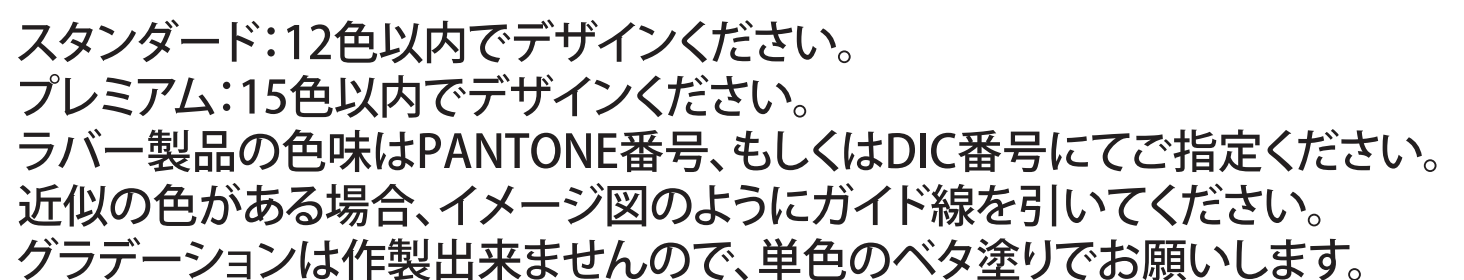 スタンダード：12色以内でデザインください。
プレミアム：15色以内でデザインください。
ラバー製品の色味はPANTONE番号、もしくはDIC番号にてご指定ください。
近似の色がある場合、イメージ図のようにガイド線を引いてください。
グラデーションは作製出来ませんので、単色のベタ塗りでお願いします。